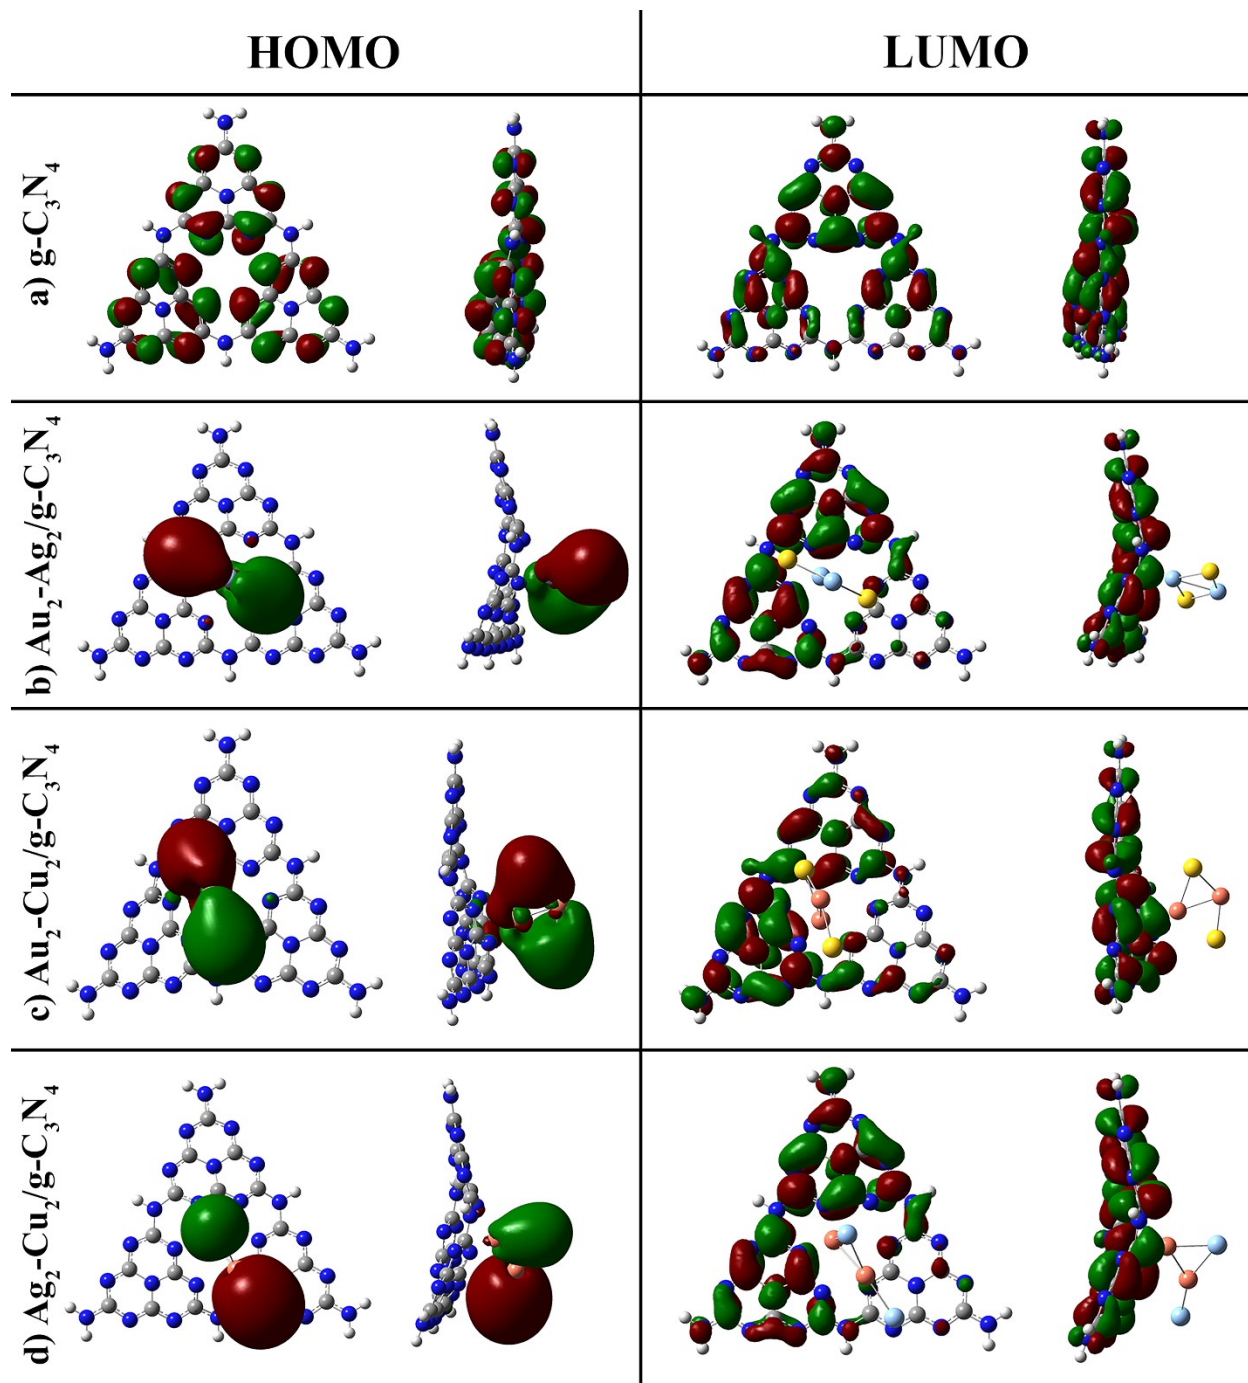 HOMO
LUMO
a) g-C₃N₄
b) Au₂-Ag₂/g-C₃N₄
c) Au₂-Cu₂/g-C₃N₄
d) Ag₂-Cu₂/g-C₃N₄